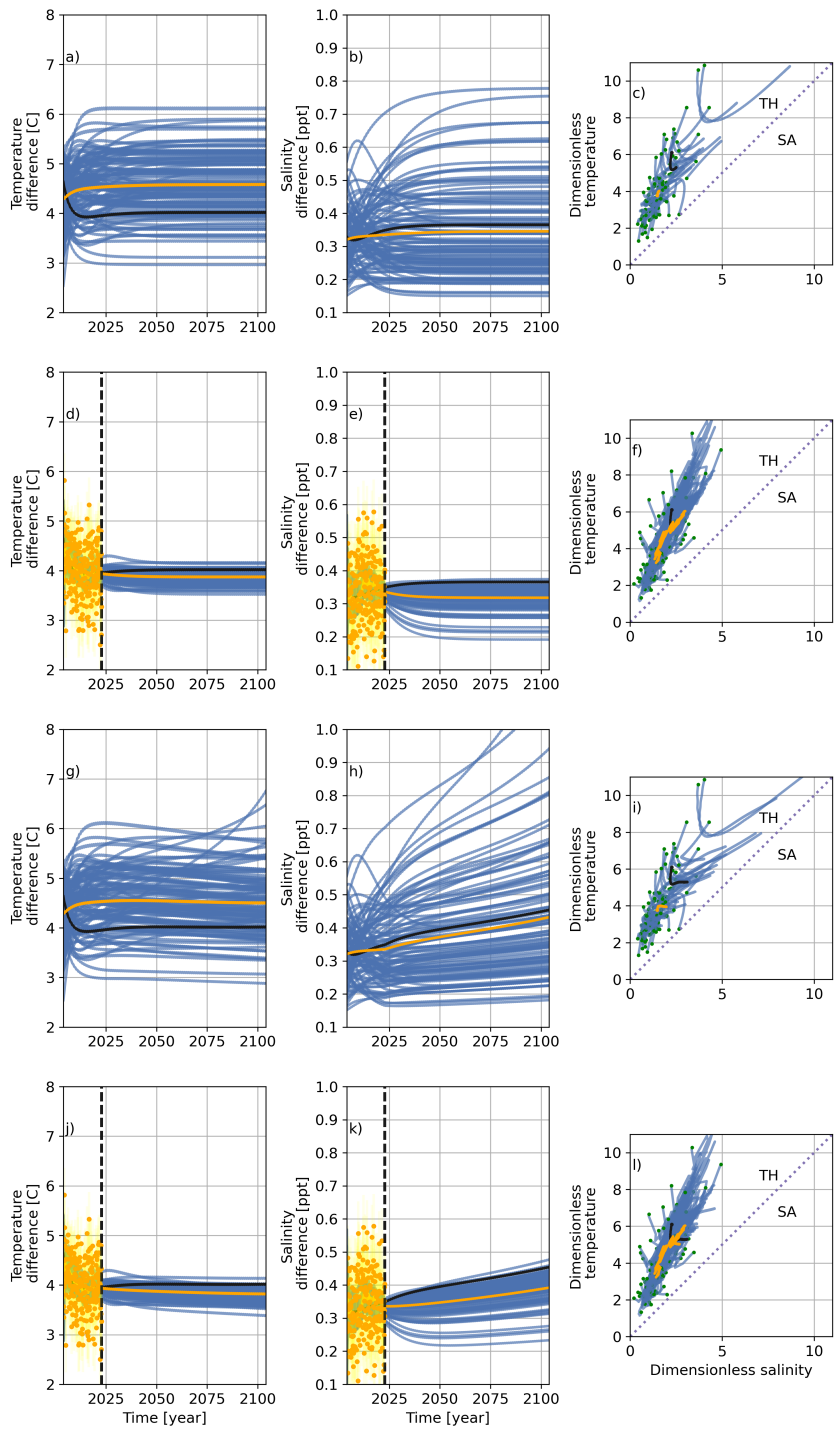 Temperature
difference [C]
8
7
6
5
4
3
2
a)
2025 2050 2075 2100
Salinity
difference [ppt]
1.0
0.9
0.8
0.7
0.6
0.5
0.4
0.3
0.2
0.1
b)
2025 2050 2075 2100
Dimensionless
temperature
10
8
6
4
2
0
c)
TH
SA
0 5 10
Temperature
difference [C]
8
7
6
5
4
3
2
d)
2025 2050 2075 2100
Salinity
difference [ppt]
1.0
0.9
0.8
0.7
0.6
0.5
0.4
0.3
0.2
0.1
e)
2025 2050 2075 2100
Dimensionless
temperature
10
8
6
4
2
0
f)
TH
SA
0 5 10
Temperature
difference [C]
8
7
6
5
4
3
2
g)
2025 2050 2075 2100
Salinity
difference [ppt]
1.0
0.9
0.8
0.7
0.6
0.5
0.4
0.3
0.2
0.1
h)
2025 2050 2075 2100
Dimensionless
temperature
10
8
6
4
2
0
i)
TH
SA
0 5 10
Temperature
difference [C]
8
7
6
5
4
3
2
j)
2025 2050 2075 2100
Time [year]
Salinity
difference [ppt]
1.0
0.9
0.8
0.7
0.6
0.5
0.4
0.3
0.2
0.1
k)
2025 2050 2075 2100
Time [year]
Dimensionless
temperature
10
8
6
4
2
0
l)
TH
SA
0 5 10
Dimensionless salinity